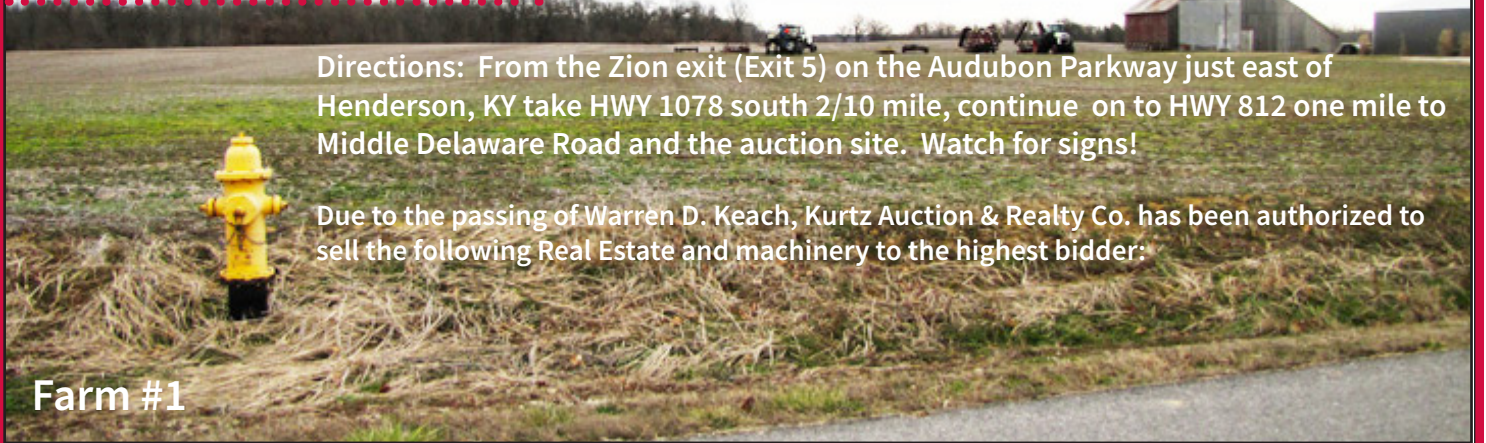 Directions:  From the Zion exit (Exit 5) on the Audubon Parkway just east of
Henderson, KY take HWY 1078 south 2/10 mile, continue  on to HWY 812 one mile to
Middle Delaware Road and the auction site.  Watch for signs!
Due to the passing of Warren D. Keach, Kurtz Auction & Realty Co. has been authorized to
sell the following Real Estate and machinery to the highest bidder:
Farm #1